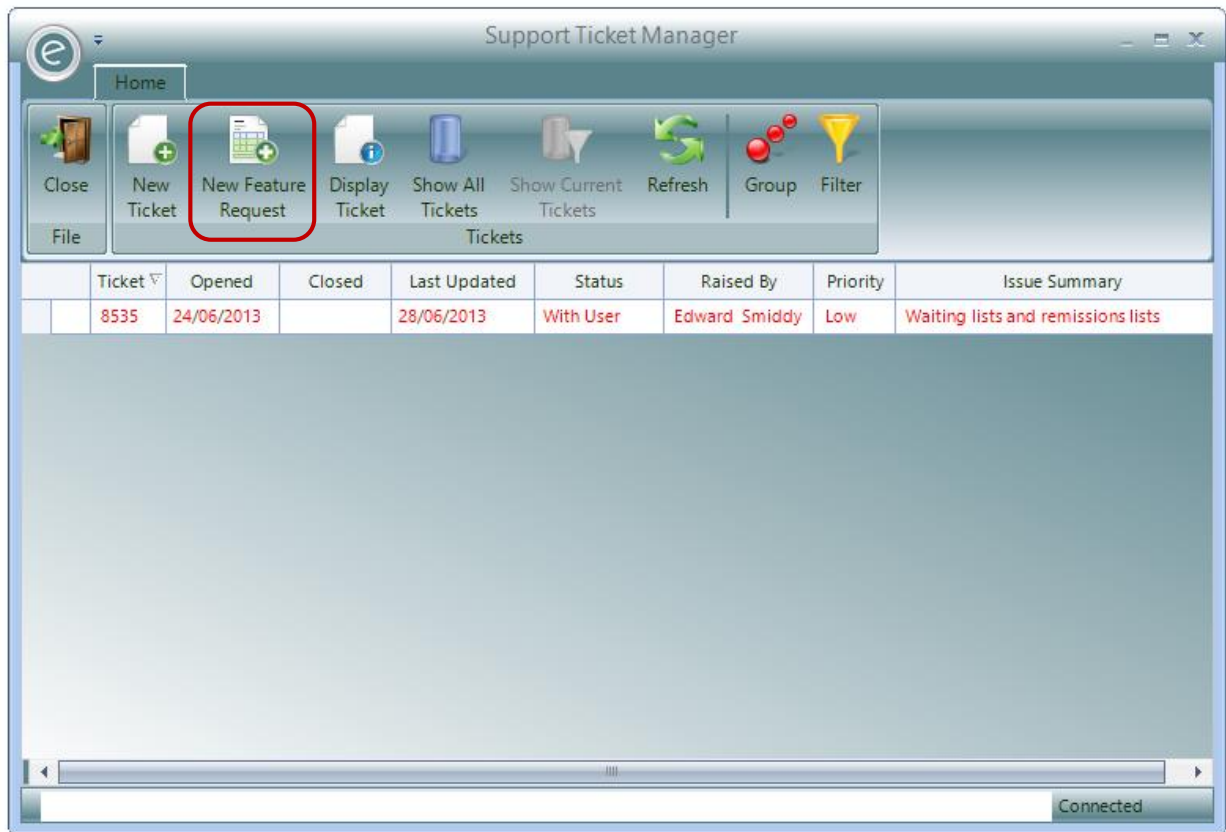 Support Ticket Manager
e
Home
Close
New Ticket
New Feature Request
Display Ticket
Show All Tickets
Show Current Tickets
Refresh
Group
Filter
File
Tickets
Ticket Opened Closed Last Updated Status Raised By Priority Issue Summary
8535 24/06/2013 28/06/2013 With User Edward Smiddy Low Waiting lists and remissions lists
Connected